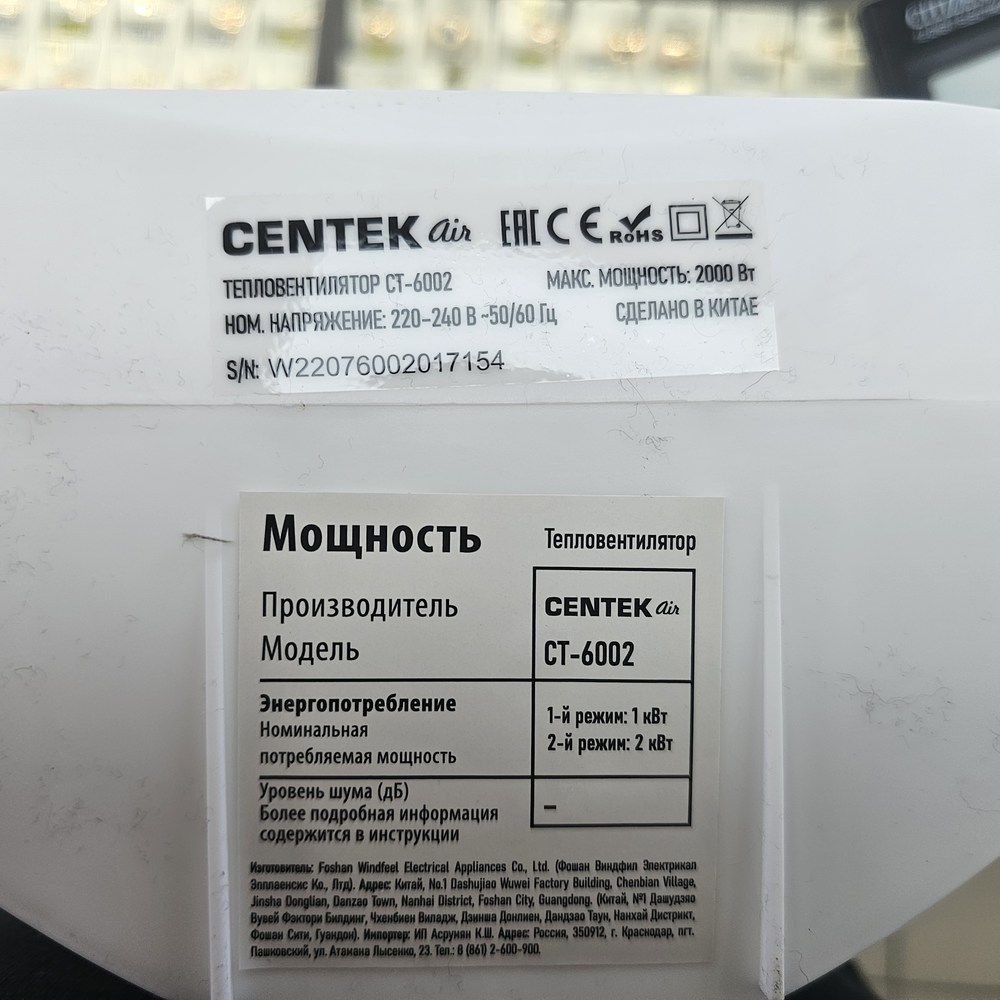 CENTEK air EAC CE RoHS
ТЕПЛОВЕНТИЛЯТОР CT-6002 МАКС. МОЩНОСТЬ: 2000 Вт
НОМ. НАПРЯЖЕНИЕ: 220-240 В ~50/60 Гц СДЕЛАНО В КИТАЕ
S/N: W22076002017154
Мощность Тепловентилятор
Производитель CENTEK air
Модель CT-6002
Энергопотребление
Номинальная 1-й режим: 1 кВт
потребляемая мощность 2-й режим: 2 кВт
Уровень шума (дБ) –
Более подробная информация
содержится в инструкции
Изготовитель: Foshan Windfeel Electrical Appliances Co., Ltd. (Фошан Виндфил Электрикал
Эпплаенсис Ко., Лтд). Адрес: Китай, No.1 Dashujiao Wuwei Factory Building, Chenbian Village,
Jinsha Donglian, Danzao Town, Nanhai District, Foshan City, Guangdong. (Китай, №1 Дашудзяо
Вувей Фэктори Билдинг, Чхенбиен Виладж, Дзинша Донлиен, Дандзао Таун, Нанхай Дистрикт,
Фошан Сити, Гуандон). Импортер: ИП Асрумян К.Ш. Адрес: Россия, 350912, г. Краснодар, пгт.
Пашковский, ул. Атамана Лысенко, 23. Тел.: 8 (861) 2-600-900.